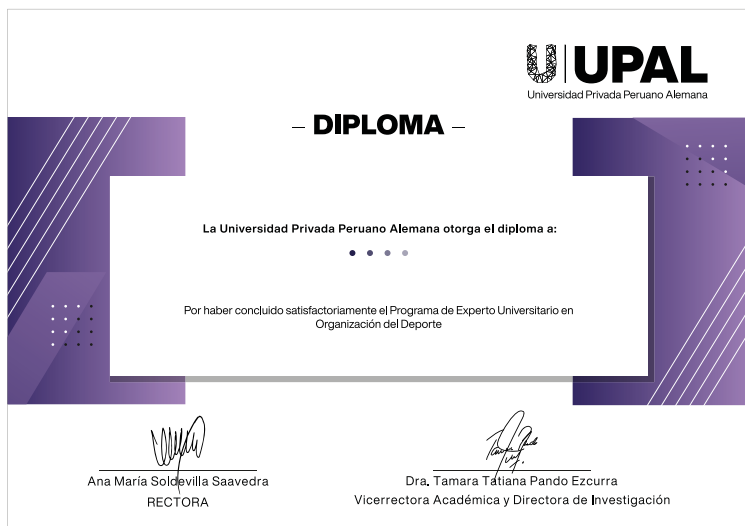 UPAL
Universidad Privada Peruano Alemana
– DIPLOMA –
La Universidad Privada Peruano Alemana otorga el diploma a:
Por haber concluido satisfactoriamente el Programa de Experto Universitario en
Organización del Deporte
Ana María Soldevilla Saavedra
RECTORA
Dra. Tamara Tatiana Pando Ezcurra
Vicerrectora Académica y Directora de Investigación